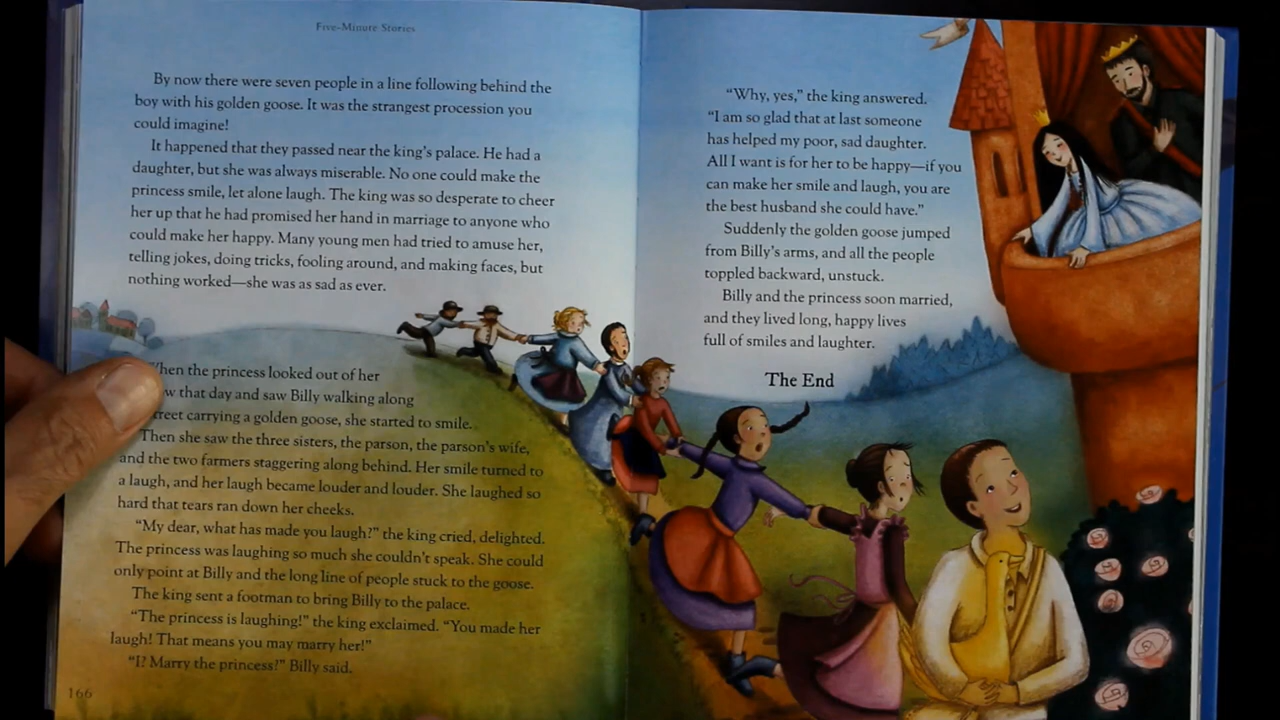 Five-Minute Stories
By now there were seven people in a line following behind the
boy with his golden goose. It was the strangest procession you
could imagine!
It happened that they passed near the king's palace. He had a
daughter, but she was always miserable. No one could make the
princess smile, let alone laugh. The king was so desperate to cheer
her up that he had promised her hand in marriage to anyone who
could make her happy. Many young men had tried to amuse her,
telling jokes, doing tricks, fooling around, and making faces, but
nothing worked—she was as sad as ever.
the princess looked out of her
that day and saw Billy walking along
carrying a golden goose, she started to smile.
Then she saw the three sisters, the parson, the parson's wife,
and the two farmers staggering along behind. Her smile turned to
a laugh, and her laugh became louder and louder. She laughed so
hard that tears ran down her cheeks.
"My dear, what has made you laugh?" the king cried, delighted.
The princess was laughing so much she couldn't speak. She could
only point at Billy and the long line of people stuck to the goose.
The king sent a footman to bring Billy to the palace.
"The princess is laughing!" the king exclaimed. "You made her
laugh! That means you may marry her!"
"I? Marry the princess?" Billy said.
166
"Why, yes," the king answered.
"I am so glad that at last someone
has helped my poor, sad daughter.
All I want is for her to be happy—if you
can make her smile and laugh, you are
the best husband she could have."
Suddenly the golden goose jumped
from Billy's arms, and all the people
toppled backward, unstuck.
Billy and the princess soon married,
and they lived long, happy lives
full of smiles and laughter.
The End